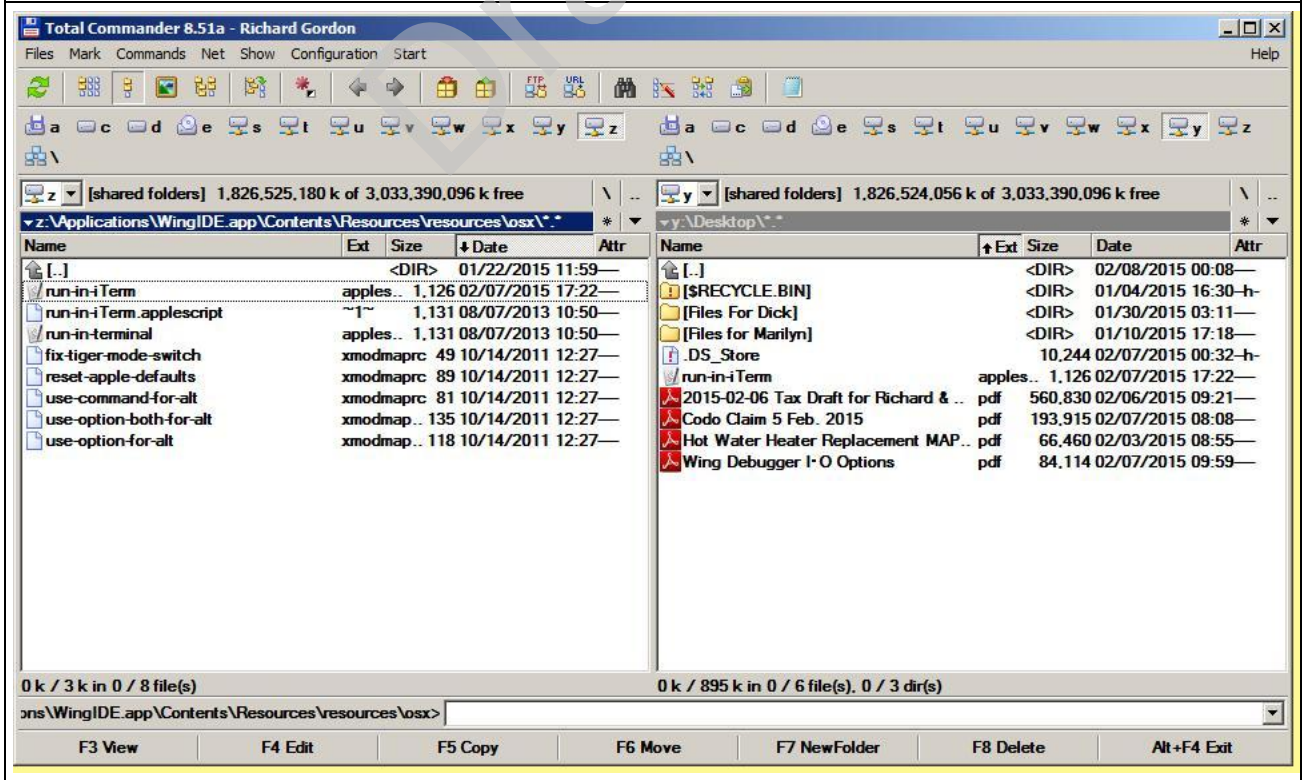 Total Commander 8.51a - Richard Gordon
Files Mark Commands Net Show Configuration Start Help
FTP URL
a c d e s t u v w x y z a c d e s t u v w x y z
\ \
z [shared folders] 1,826,525,180 k of 3,033,390,096 k free \ .. y [shared folders] 1,826,524,056 k of 3,033,390,096 k free \ ..
z:\Applications\WingIDE.app\Contents\Resources\resources\osx\*.* * y:\Desktop\*.* *
Name Ext Size Date Attr Name Ext Size Date Attr
[..] <DIR> 01/22/2015 11:59---- [..] <DIR> 02/08/2015 00:08----
run-in-iTerm apples.. 1,126 02/07/2015 17:22---- [$RECYCLE.BIN] <DIR> 01/04/2015 16:30--h-
run-in-iTerm.applescript ~1~ 1,131 08/07/2013 10:50---- [Files For Dick] <DIR> 01/30/2015 03:11----
run-in-terminal apples.. 1,131 08/07/2013 10:50---- [Files for Marilyn] <DIR> 01/10/2015 17:18----
fix-tiger-mode-switch xmodmaprc 49 10/14/2011 12:27---- .DS_Store 10,244 02/07/2015 00:32--h-
reset-apple-defaults xmodmaprc 89 10/14/2011 12:27---- run-in-iTerm apples.. 1,126 02/07/2015 17:22----
use-command-for-alt xmodmaprc 81 10/14/2011 12:27---- 2015-02-06 Tax Draft for Richard & .. pdf 560,830 02/06/2015 09:21----
use-option-both-for-alt xmodmap.. 135 10/14/2011 12:27---- Codo Claim 5 Feb. 2015 pdf 193,915 02/07/2015 08:08----
use-option-for-alt xmodmap.. 118 10/14/2011 12:27---- Hot Water Heater Replacement MAP.. pdf 66,460 02/03/2015 08:55----
Wing Debugger I·O Options pdf 84,114 02/07/2015 09:59----
0 k / 3 k in 0 / 8 file(s) 0 k / 895 k in 0 / 6 file(s), 0 / 3 dir(s)
ons\WingIDE.app\Contents\Resources\resources\osx>
F3 View F4 Edit F5 Copy F6 Move F7 NewFolder F8 Delete Alt+F4 Exit